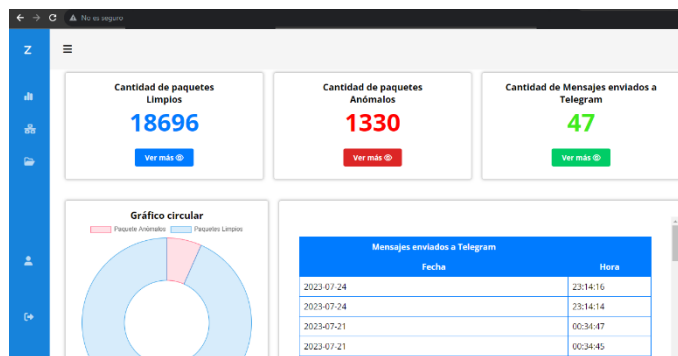 No es seguro
Z
Cantidad de paquetes
Limpios
18696
Ver más
Cantidad de paquetes
Anómalos
1330
Ver más
Cantidad de Mensajes enviados a
Telegram
47
Ver más
Gráfico circular
Paquete Anómalos Paquetes Limpios
Mensajes enviados a Telegram
Fecha Hora
2023-07-24 23:14:16
2023-07-24 23:14:14
2023-07-21 00:34:47
2023-07-21 00:34:45